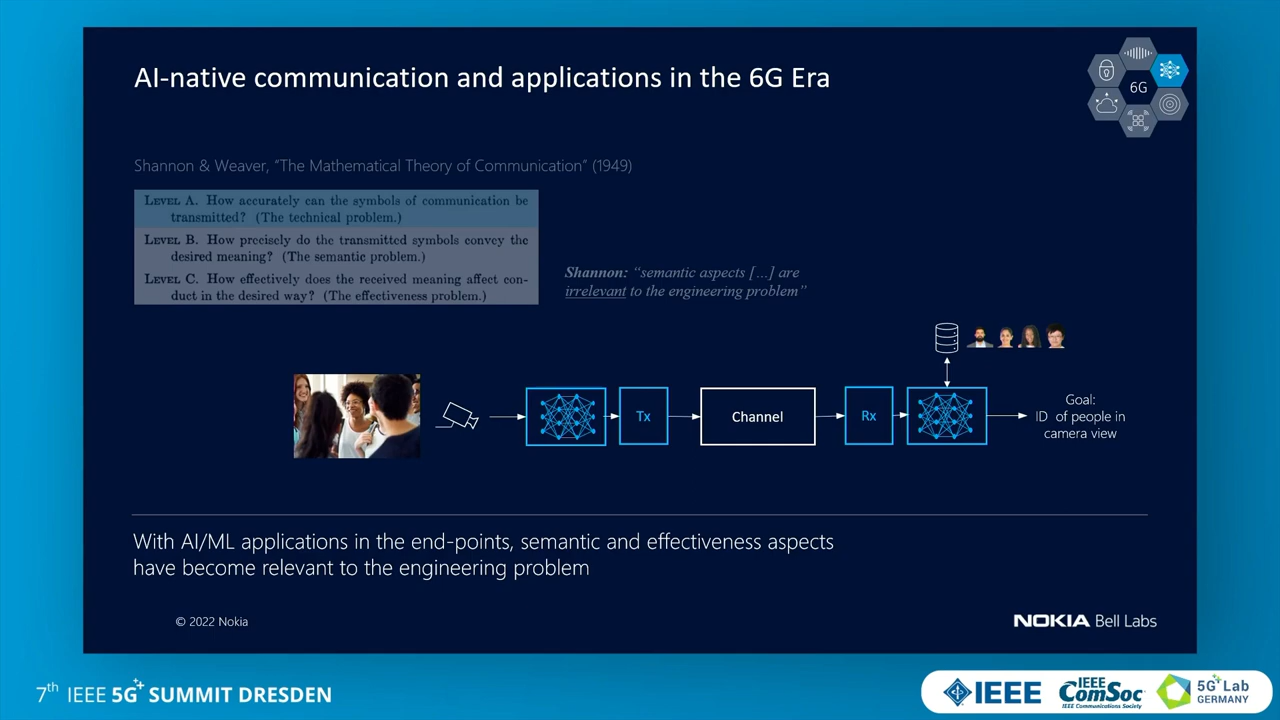 AI-native communication and applications in the 6G Era
6G
Shannon & Weaver, “The Mathematical Theory of Communication” (1949)
LEVEL A. How accurately can the symbols of communication be
transmitted? (The technical problem.)
LEVEL B. How precisely do the transmitted symbols convey the
desired meaning? (The semantic problem.)
LEVEL C. How effectively does the received meaning affect con-
duct in the desired way? (The effectiveness problem.)
Shannon: “semantic aspects […] are
irrelevant to the engineering problem”
Tx
Channel
Rx
Goal:
ID of people in
camera view
With AI/ML applications in the end-points, semantic and effectiveness aspects
have become relevant to the engineering problem
© 2022 Nokia
NOKIA Bell Labs
7th IEEE 5G+ SUMMIT DRESDEN
IEEE
IEEE
ComSoc
IEEE Communications Society
5G+ Lab
GERMANY